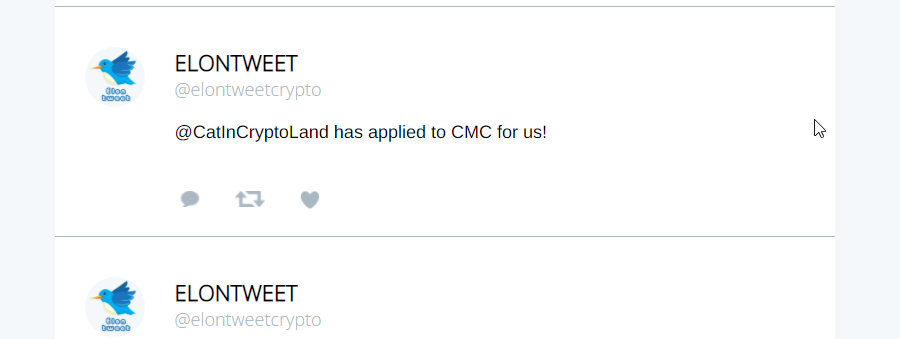 ELONTWEET
@elontweetcrypto
@CatInCryptoLand has applied to CMC for us!
elon
tweet
ELONTWEET
@elontweetcrypto
elon
tweet